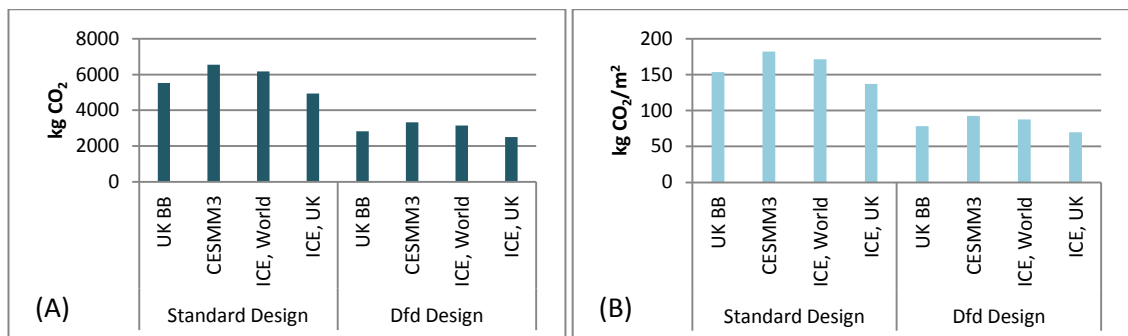 kg CO₂
8000
6000
4000
2000
0
UK BB
CESMM3
ICE, World
ICE, UK
UK BB
CESMM3
ICE, World
ICE, UK
Standard Design
Dfd Design
(A)
kg CO₂/m²
200
150
100
50
0
UK BB
CESMM3
ICE, World
ICE, UK
UK BB
CESMM3
ICE, World
ICE, UK
Standard Design
Dfd Design
(B)